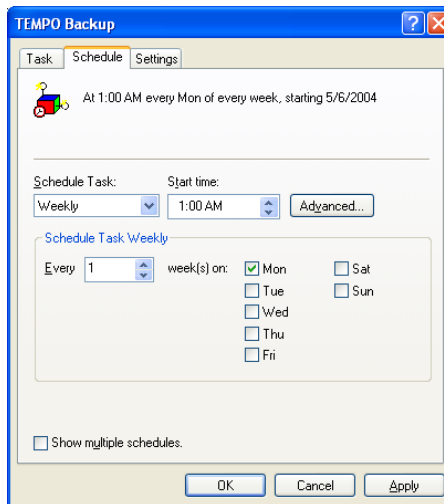 TEMPO Backup
Task Schedule Settings
At 1:00 AM every Mon of every week, starting 5/6/2004
Schedule Task: Start time:
Weekly 1:00 AM Advanced...
Schedule Task Weekly
Every 1 week(s) on: Mon Sat
Tue Sun
Wed
Thu
Fri
Show multiple schedules.
OK Cancel Apply